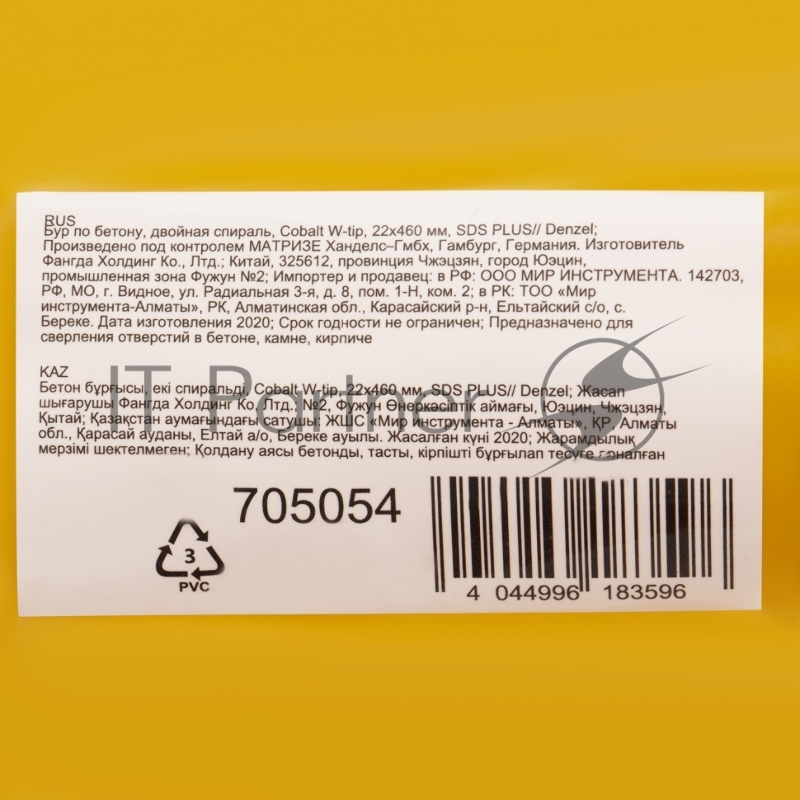 RUS
Бур по бетону, двойная спираль, Cobalt W-tip, 22x460 мм, SDS PLUS// Denzel;
Произведено под контролем МАТРИЗЕ Ханделс–Гмбх, Гамбург, Германия. Изготовитель
Фангда Холдинг Ко., Лтд.; Китай, 325612, провинция Чжэцзян, город Юэцин,
промышленная зона Фужун №2; Импортер и продавец: в РФ: ООО МИР ИНСТРУМЕНТА. 142703,
РФ, МО, г. Видное, ул. Радиальная 3-я, д. 8, пом. 1-Н, ком. 2; в РК: ТОО «Мир
инструмента-Алматы», РК, Алматинская обл., Карасайский р-н, Ельтайский с/о, с.
Береке. Дата изготовления 2020; Срок годности не ограничен; Предназначено для
сверления отверстий в бетоне, камне, кирпиче
KAZ
Бетон бұрғысы, екі спиральді, Cobalt W-tip, 22x460 мм, SDS PLUS// Denzel; Жасап
шығарушы Фангда Холдинг Ко., Лтд.; №2, Фужун Өнеркәсіптік аймағы, Юэцин, Чжэцзян,
Қытай; Қазақстан аумағындағы сатушы: ЖШС «Мир инструмента - Алматы», ҚР, Алматы
обл., Қарасай ауданы, Елтай а/о, Береке ауылы. Жасалған күні 2020; Жарамдылық
мерзімі шектелмеген; Қолдану аясы бетонды, тасты, кірпішті бұрғылап тесуге арналған
IT Partner
705054
3
PVC
4 044996 183596